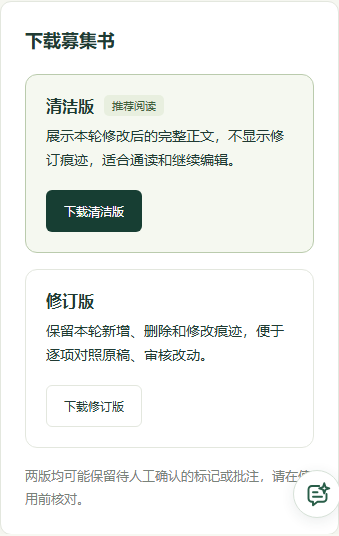 下载募集书
清洁版 推荐阅读
展示本轮修改后的完整正文，不显示修
订痕迹，适合通读和继续编辑。
下载清洁版
修订版
保留本轮新增、删除和修改痕迹，便于
逐项对照原稿、审核改动。
下载修订版
两版均可能保留待人工确认的标记或批注，请在使
用前核对。